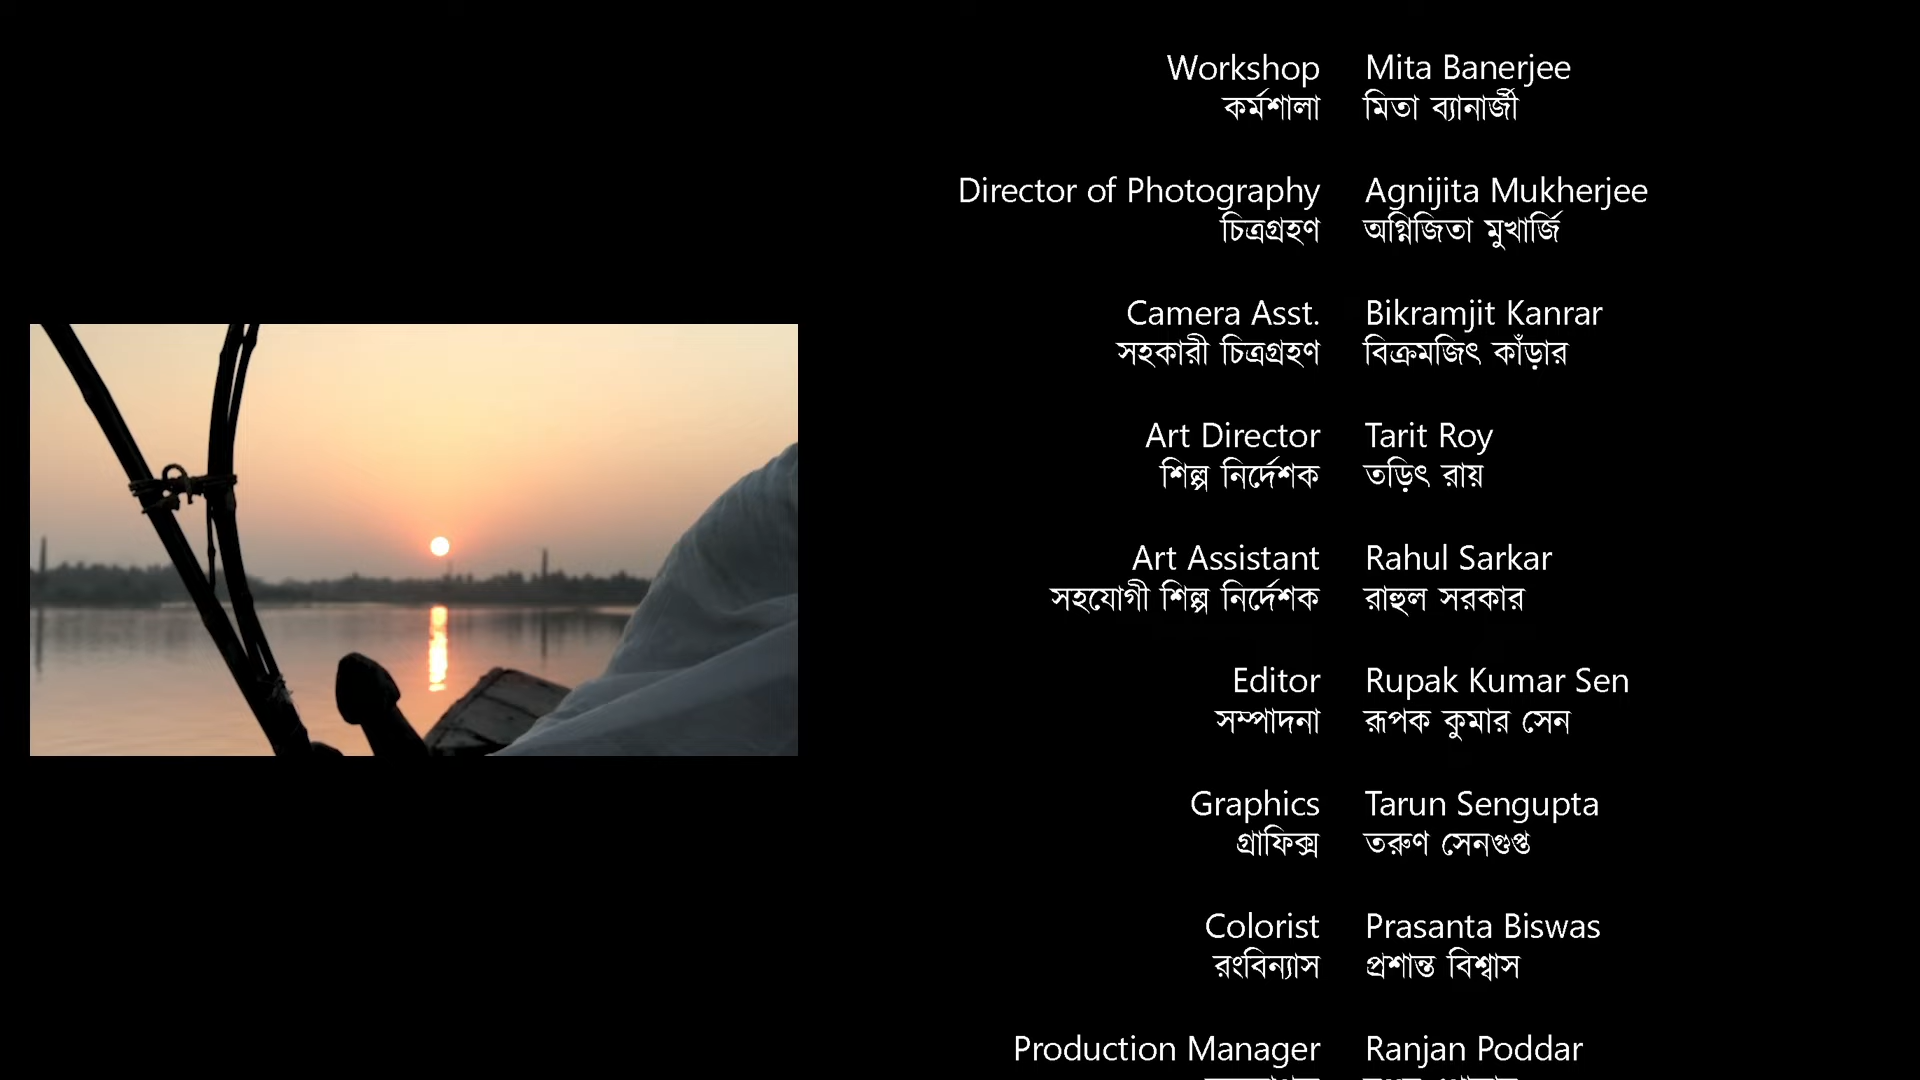 Workshop Mita Banerjee
কর্মশালা মিতা ব্যানার্জী
Director of Photography Agnijita Mukherjee
চিত্রগ্রহণ অগ্নিজিতা মুখার্জি
Camera Asst. Bikramjit Kanrar
সহকারী চিত্রগ্রহণ বিক্রমজিৎ কাঁড়ার
Art Director Tarit Roy
শিল্প নির্দেশক তড়িৎ রায়
Art Assistant Rahul Sarkar
সহযোগী শিল্প নির্দেশক রাহুল সরকার
Editor Rupak Kumar Sen
সম্পাদনা রূপক কুমার সেন
Graphics Tarun Sengupta
গ্রাফিক্স তরুণ সেনগুপ্ত
Colorist Prasanta Biswas
রংবিন্যাস প্রশান্ত বিশ্বাস
Production Manager Ranjan Poddar